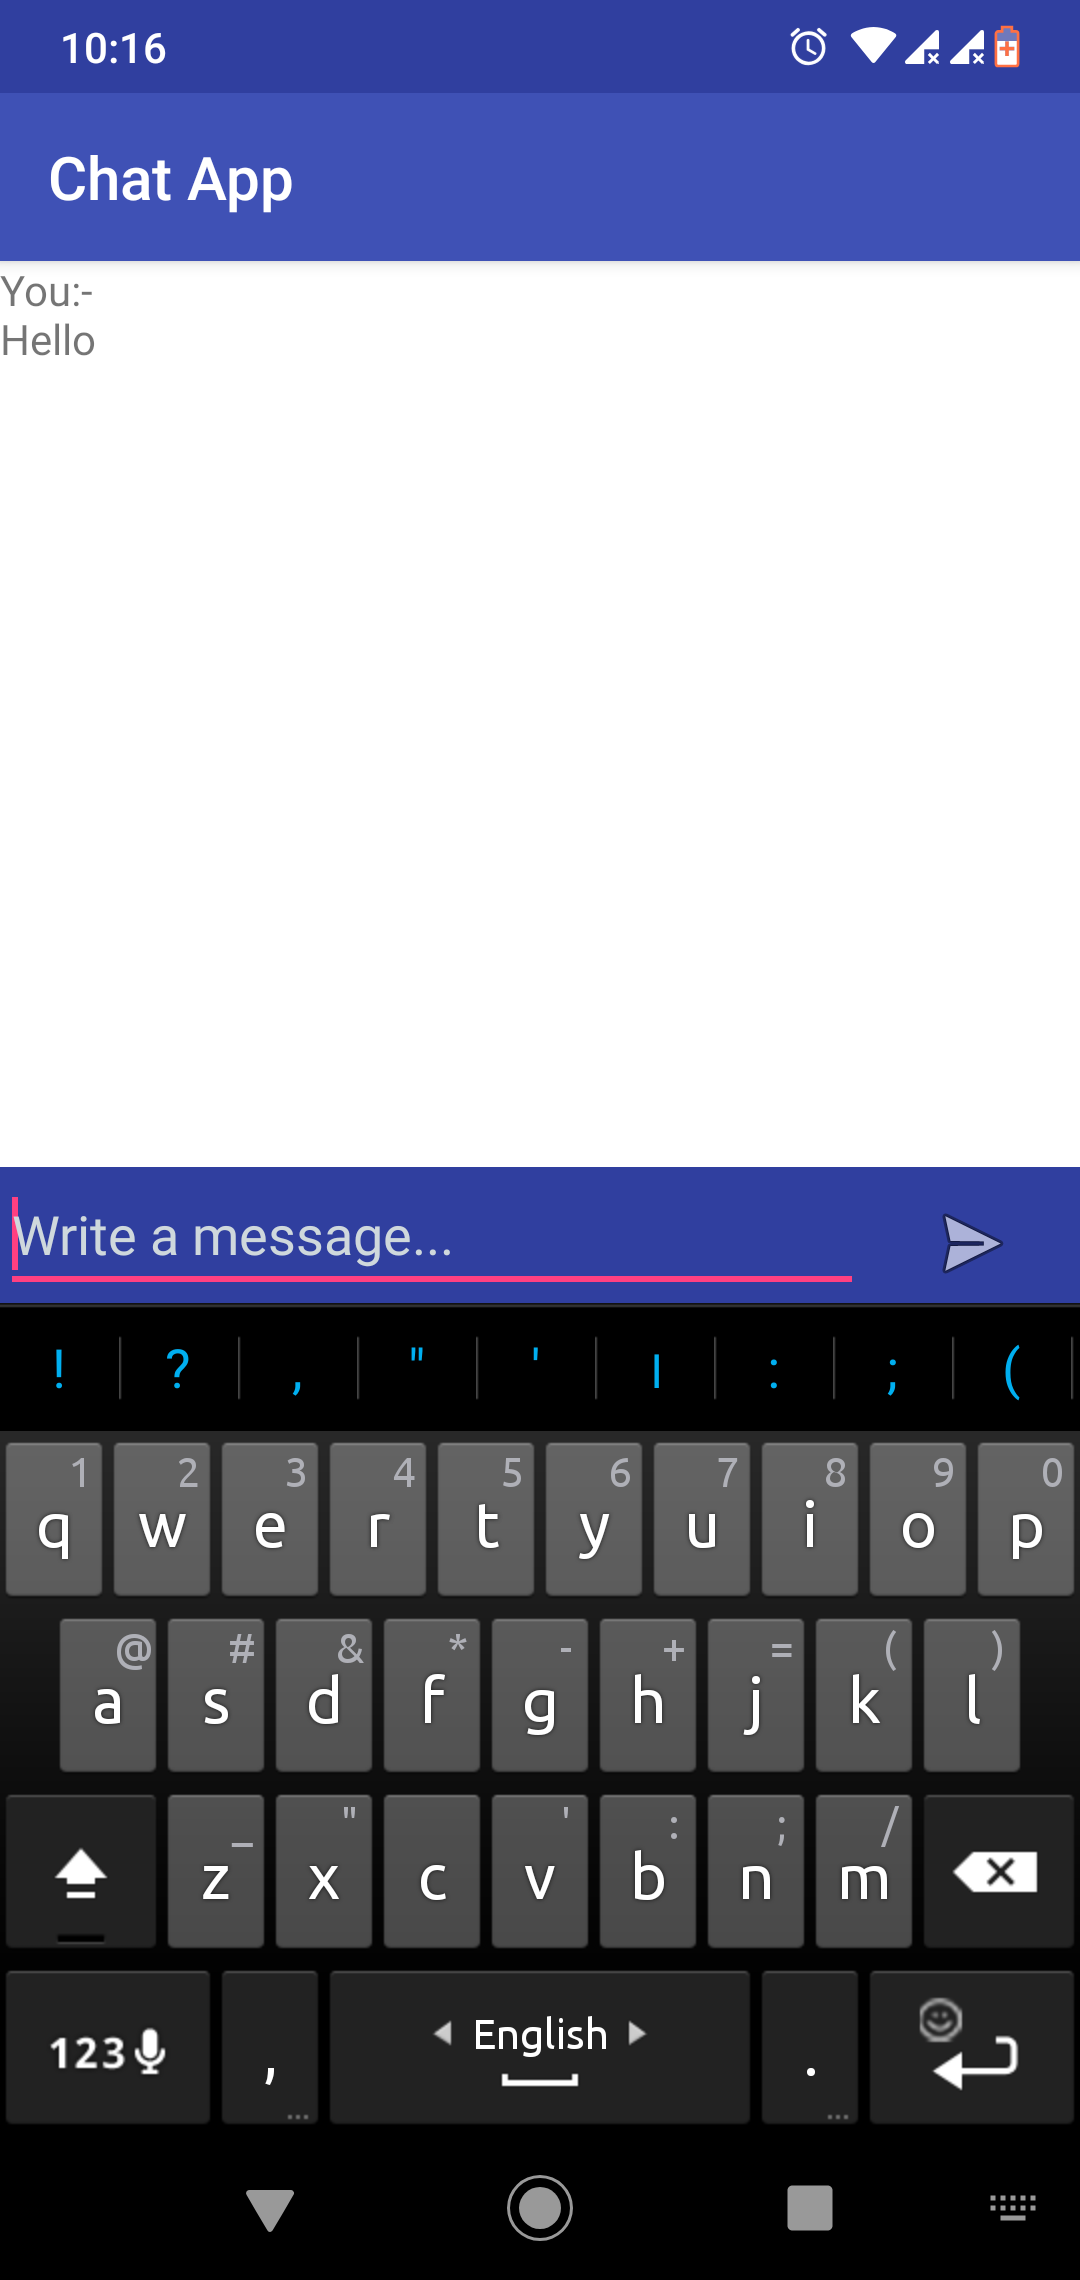 10:16
Chat App
You:-
Hello
Write a message...
! ? , " ' | : ; (
1 2 3 4 5 6 7 8 9 0
q w e r t y u i o p
@ # & * - + = ( )
a s d f g h j k l
_ " ' : ; /
z x c v b n m
123 , English .